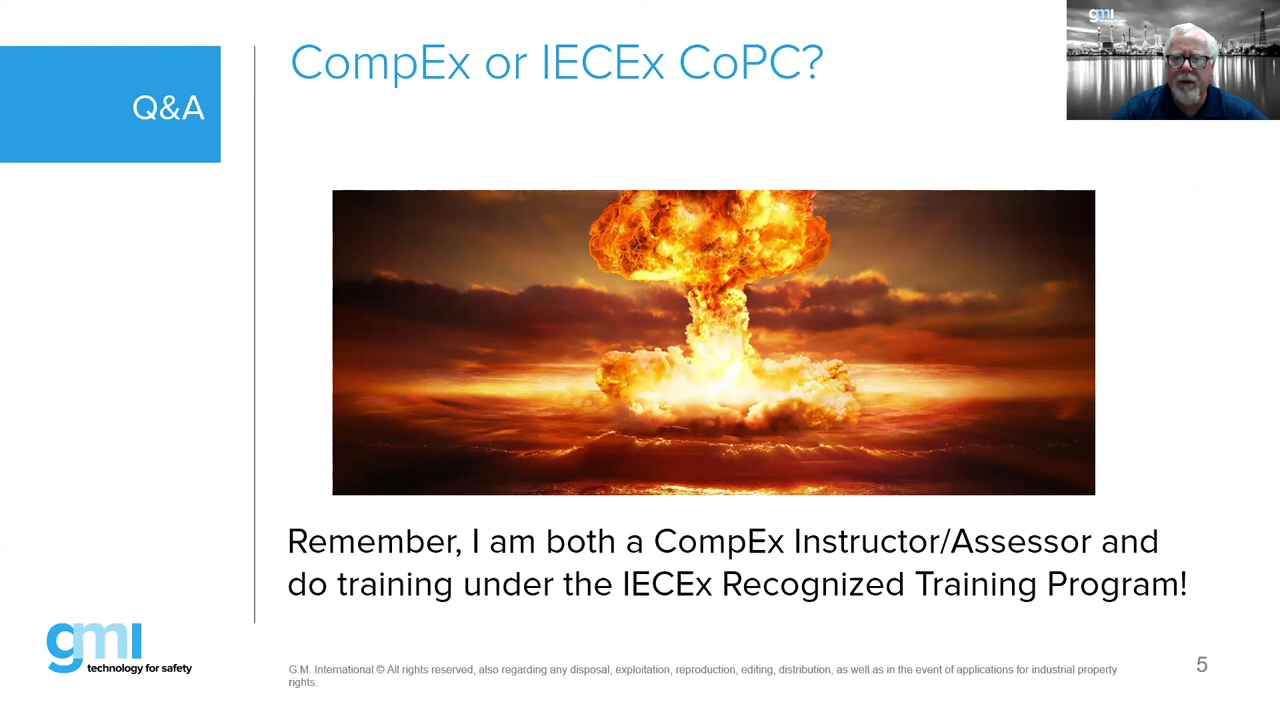 CompEx or IECEx CoPC?
gmi
Q&A
Remember, I am both a CompEx Instructor/Assessor and
do training under the IECEx Recognized Training Program!
gmi
technology for safety
G.M. International © All rights reserved, also regarding any disposal, exploitation, reproduction, editing, distribution, as well as in the event of applications for industrial property
rights.
5